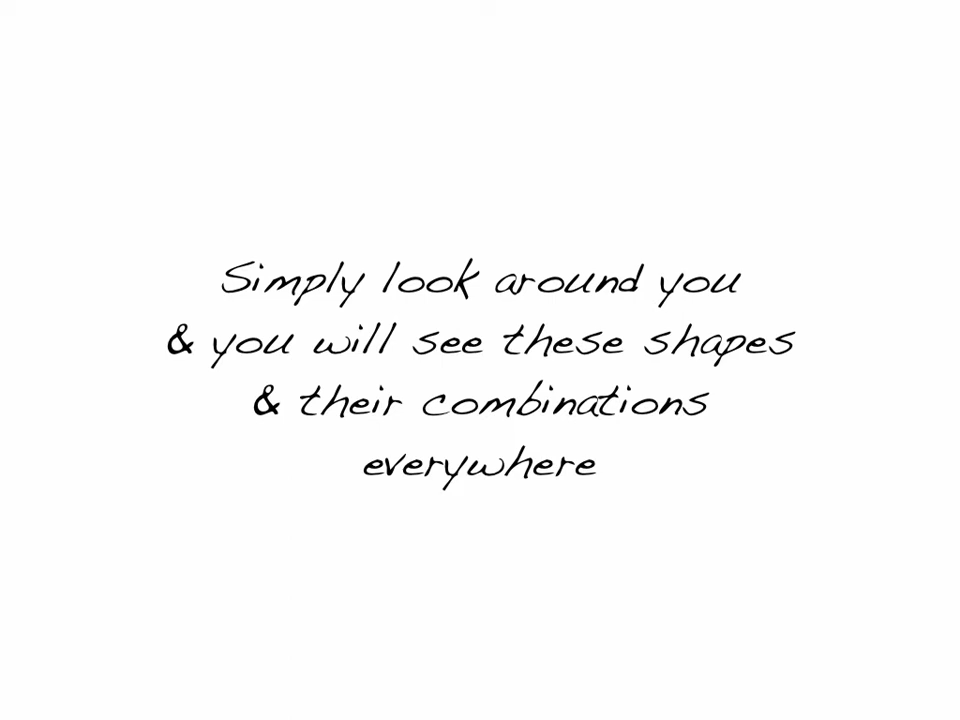 Simply look around you
& you will see these shapes
& their combinations
everywhere